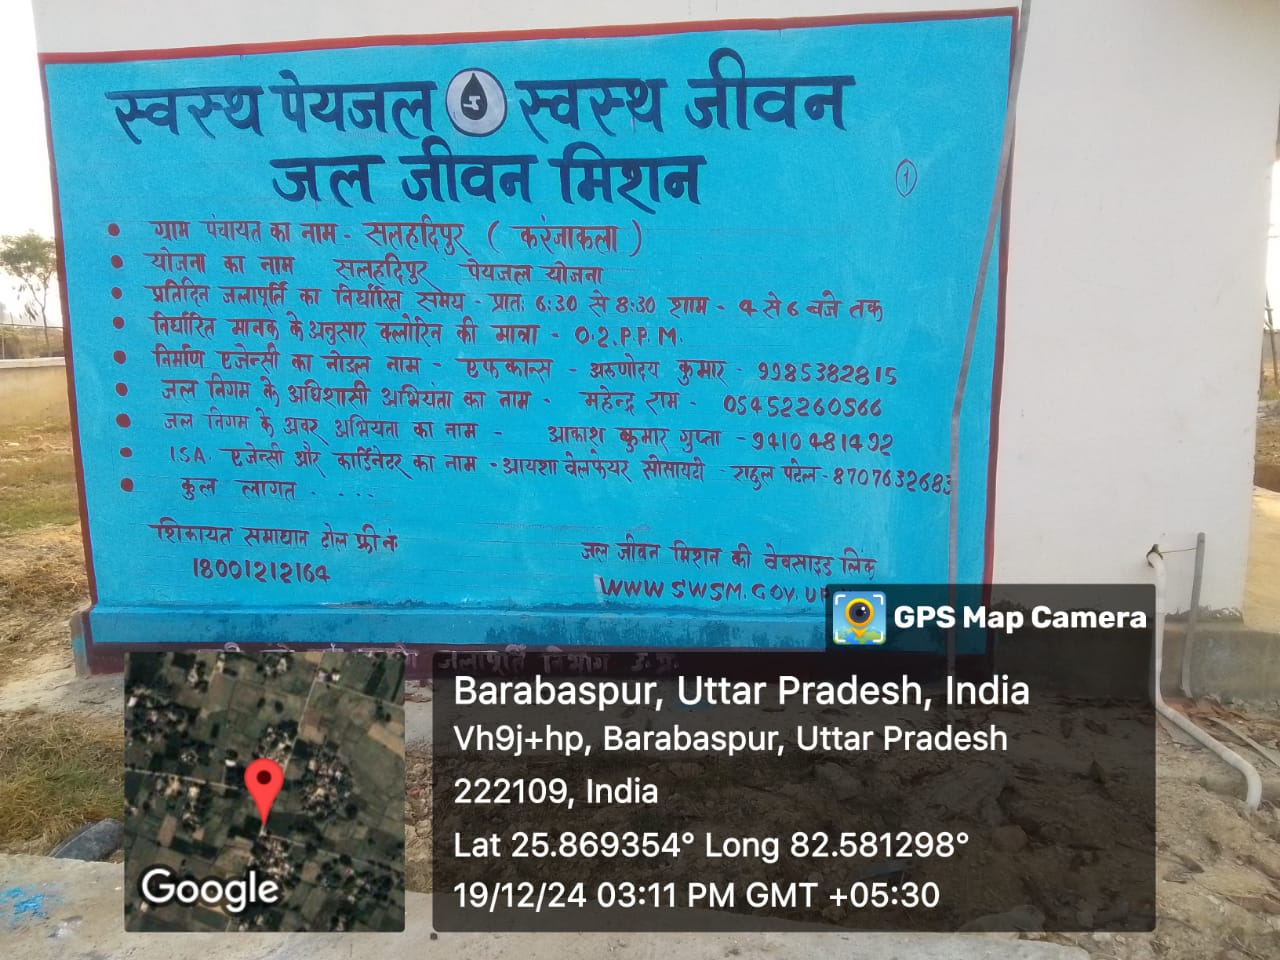 स्वस्थ पेयजल स्वस्थ जीवन
जल जीवन मिशन
1
• ग्राम पंचायत का नाम - सलहदिपुर ( करंजाकला )
• योजना का नाम सलहदिपुर पेयजल योजना
• प्रतिदिन जलापूर्ति का निर्धारित समय - प्रातः 6:30 से 8:30 शाम - 4 से 6 बजे तक
• निर्धारित मानक के अनुसार क्लोरिन की मात्रा - 0.2.P.P.M.
• निर्माण एजेन्सी का नोडल नाम - एफकान्स - अरुणोदय कुमार - 9985382815
• जल निगम के अधिशासी अभियंता का नाम - महेन्द्र राम - 05452260566
• जल निगम के अवर अभियंता का नाम - आकाश कुमार गुप्ता - 9410481492
• ISA. एजेन्सी और कार्डिनेटर का नाम - आयशा वेलफेयर सोसायटी - राहुल पटेल - 8707632683
• कुल लागत . . . .
शिकायत समाधान टोल फ्री नं
18001212164
जल जीवन मिशन की वेबसाइड लिंक
WWW SWSM.GOV.UP
जलापूर्ति विभाग उ.प्र.
GPS Map Camera
Barabaspur, Uttar Pradesh, India
Vh9j+hp, Barabaspur, Uttar Pradesh
222109, India
Lat 25.869354° Long 82.581298°
19/12/24 03:11 PM GMT +05:30
Google